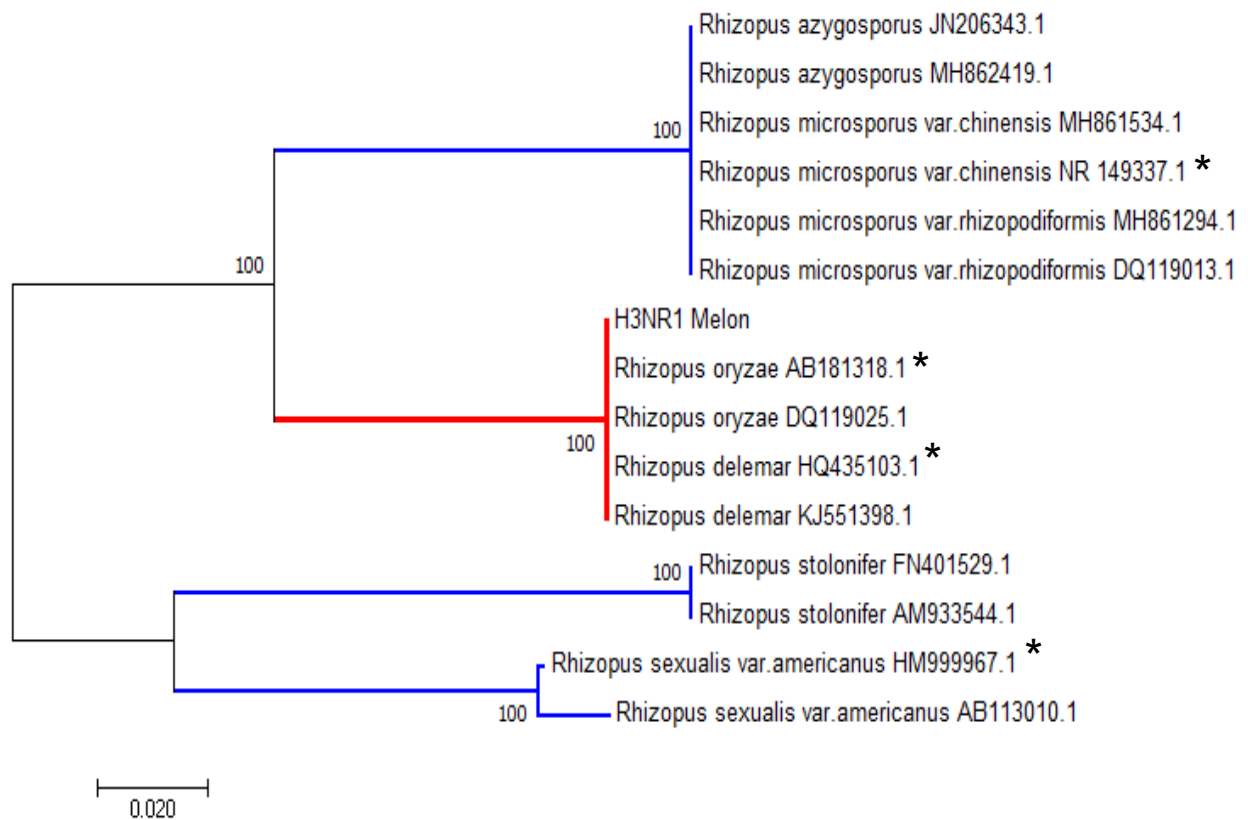 Rhizopus azygosporus JN206343.1
Rhizopus azygosporus MH862419.1
Rhizopus microsporus var.chinensis MH861534.1
100
Rhizopus microsporus var.chinensis NR 149337.1 *
Rhizopus microsporus var.rhizopodiformis MH861294.1
100
Rhizopus microsporus var.rhizopodiformis DQ119013.1
H3NR1 Melon
Rhizopus oryzae AB181318.1 *
Rhizopus oryzae DQ119025.1
100
Rhizopus delemar HQ435103.1 *
Rhizopus delemar KJ551398.1
100
Rhizopus stolonifer FN401529.1
Rhizopus stolonifer AM933544.1
Rhizopus sexualis var.americanus HM999967.1 *
100
Rhizopus sexualis var.americanus AB113010.1
0.020